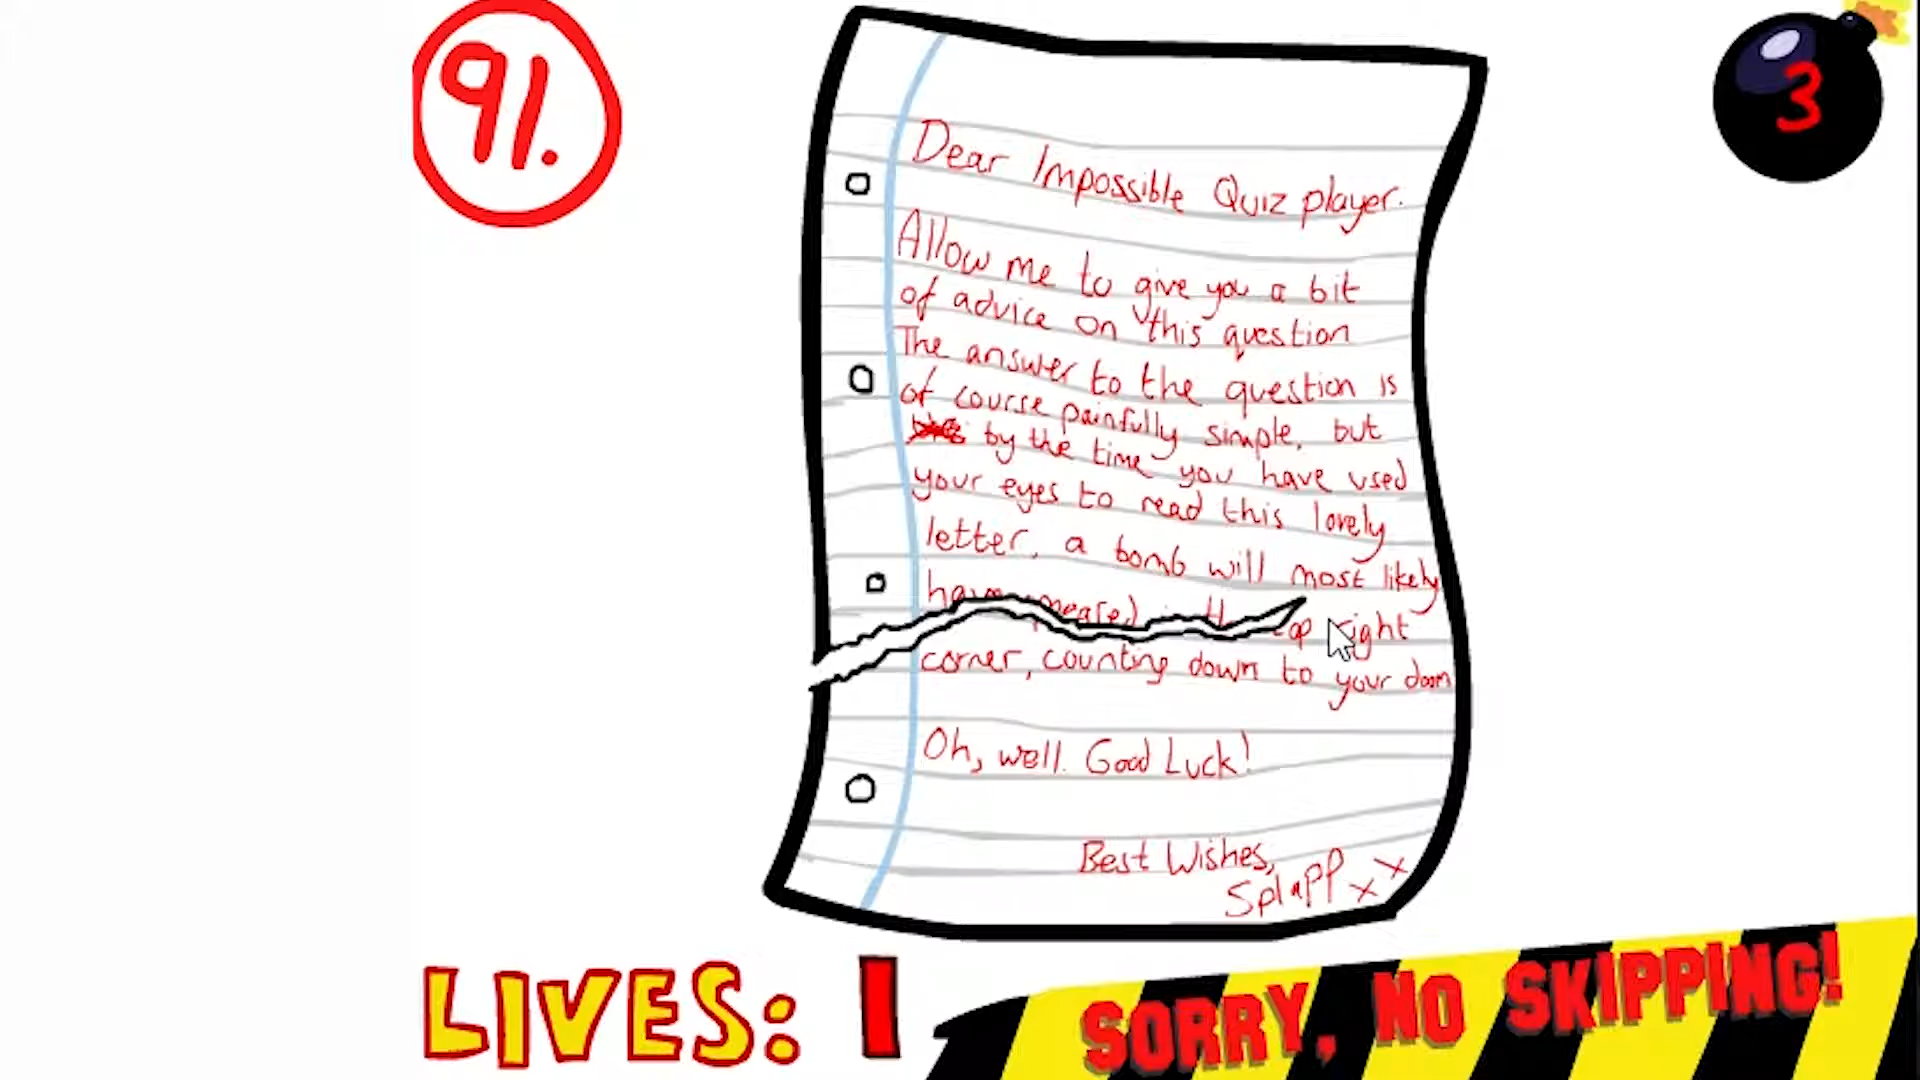 91.
3
Dear Impossible Quiz player.
Allow me to give you a bit
of advice on this question
The answer to the question is
of course painfully simple, but
by the time you have used
your eyes to read this lovely
letter, a bomb will most likely
right
corner, counting down to your doom
Oh, well. Good Luck!
Best Wishes,
Splapp x x
LIVES: 1
SORRY, NO SKIPPING!